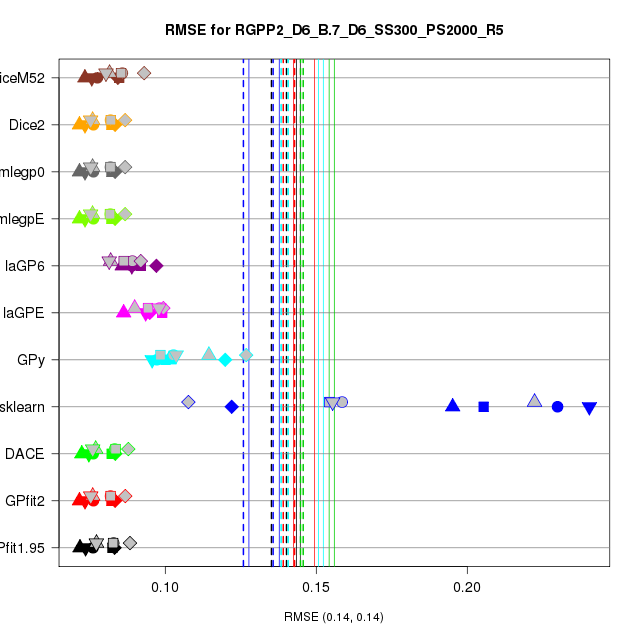 RMSE for RGPP2_D6_B.7_D6_SS300_PS2000_R5
iceM52
Dice2
mlegp0
mlegpE
laGP6
laGPE
GPy
sklearn
DACE
GPfit2
Pfit1.95
0.10
0.15
0.20
RMSE (0.14, 0.14)